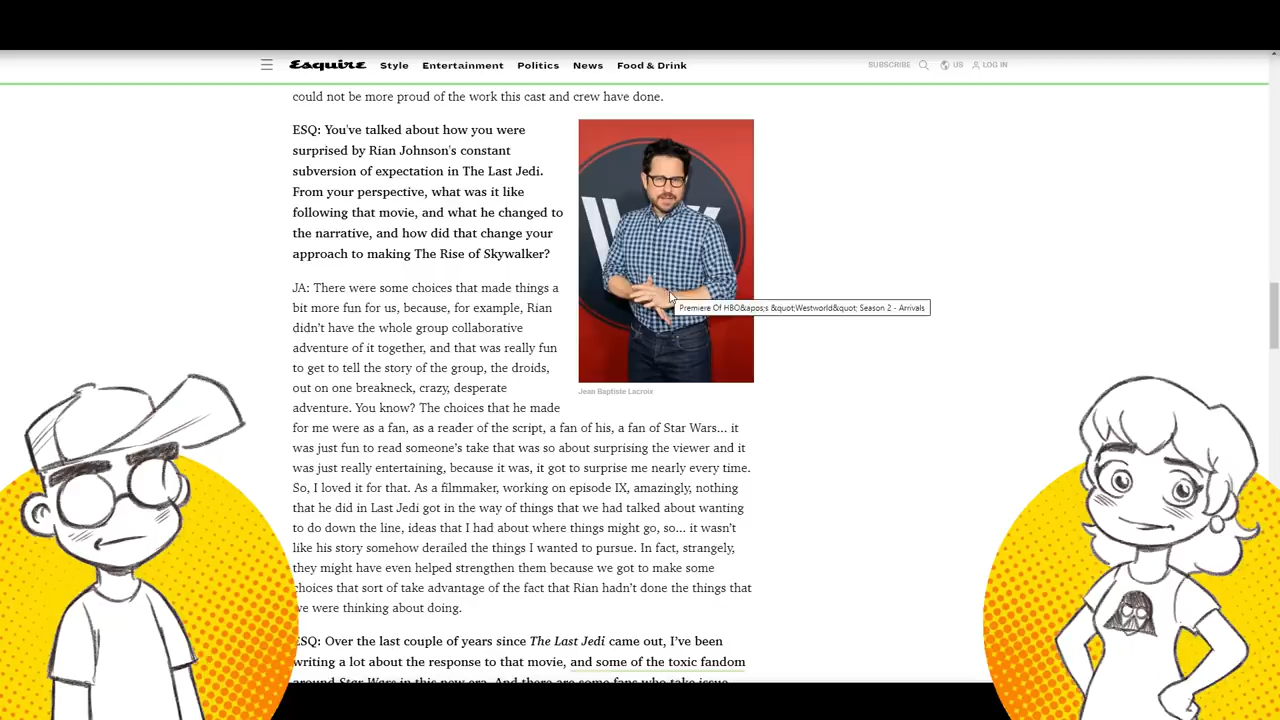 Esquire Style Entertainment Politics News Food & Drink SUBSCRIBE US LOG IN
could not be more proud of the work this cast and crew have done.
ESQ: You've talked about how you were
surprised by Rian Johnson's constant
subversion of expectation in The Last Jedi.
From your perspective, what was it like
following that movie, and what he changed to
the narrative, and how did that change your
approach to making The Rise of Skywalker?
Premiere Of HBO&apos;s &quot;Westworld&quot; Season 2 - Arrivals
Jean Baptiste Lacroix
JA: There were some choices that made things a
bit more fun for us, because, for example, Rian
didn't have the whole group collaborative
adventure of it together, and that was really fun
to get to tell the story of the group, the droids,
out on one breakneck, crazy, desperate
adventure. You know? The choices that he made
for me were as a fan, as a reader of the script, a fan of his, a fan of Star Wars... it
was just fun to read someone's take that was so about surprising the viewer and it
was just really entertaining, because it was, it got to surprise me nearly every time.
So, I loved it for that. As a filmmaker, working on episode IX, amazingly, nothing
that he did in Last Jedi got in the way of things that we had talked about wanting
to do down the line, ideas that I had about where things might go, so... it wasn't
like his story somehow derailed the things I wanted to pursue. In fact, strangely,
they might have even helped strengthen them because we got to make some
choices that sort of take advantage of the fact that Rian hadn't done the things that
we were thinking about doing.
ESQ: Over the last couple of years since The Last Jedi came out, I've been
writing a lot about the response to that movie, and some of the toxic fandom
around Star Wars in this new era. And there are some fans who take issue